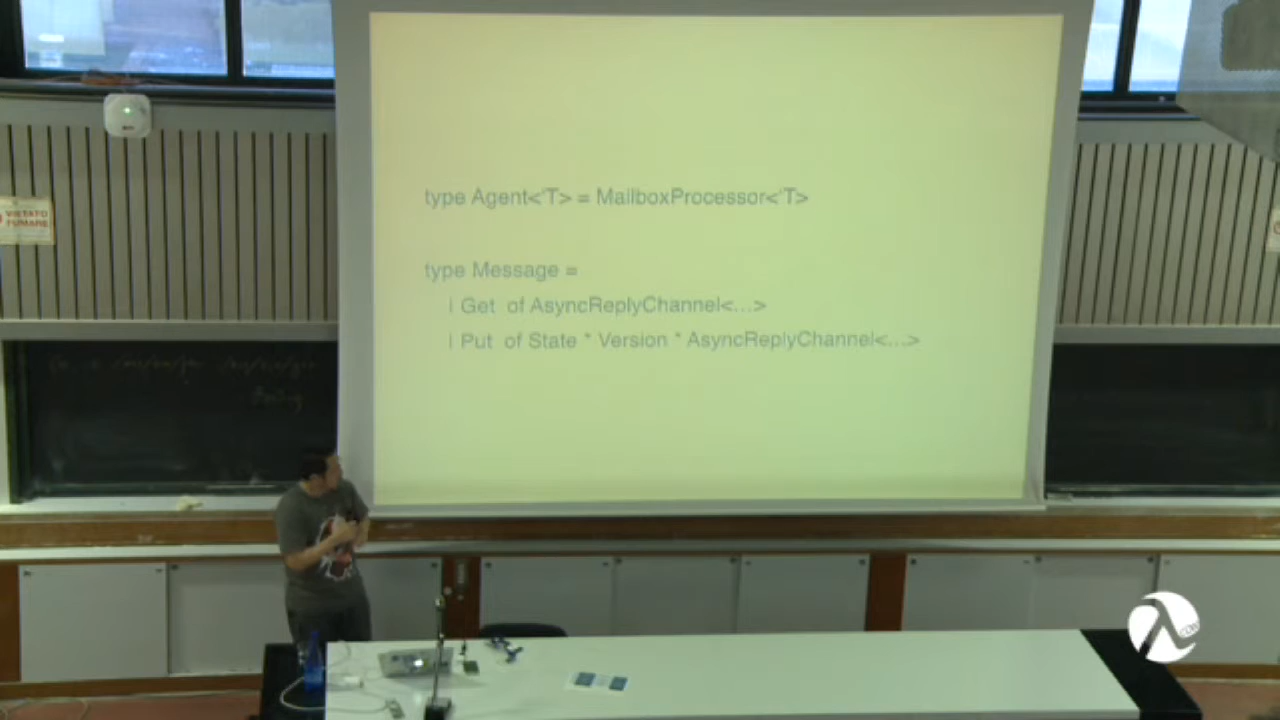 type Agent<'T> = MailboxProcessor<'T>
type Message =
| Get of AsyncReplyChannel<...>
| Put of State * Version * AsyncReplyChannel<...>
VIETATO
FUMARE